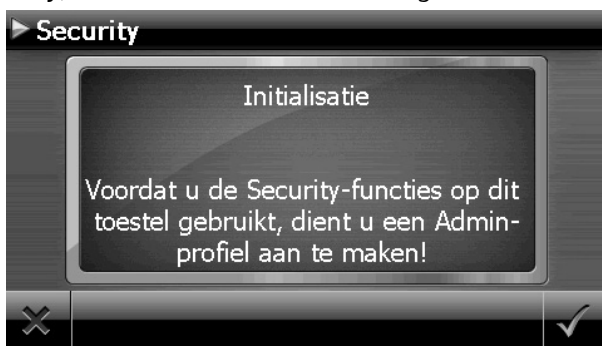 Security
Initialisatie
Voordat u de Security-functies op dit
toestel gebruikt, dient u een Admin-
profiel aan te maken!